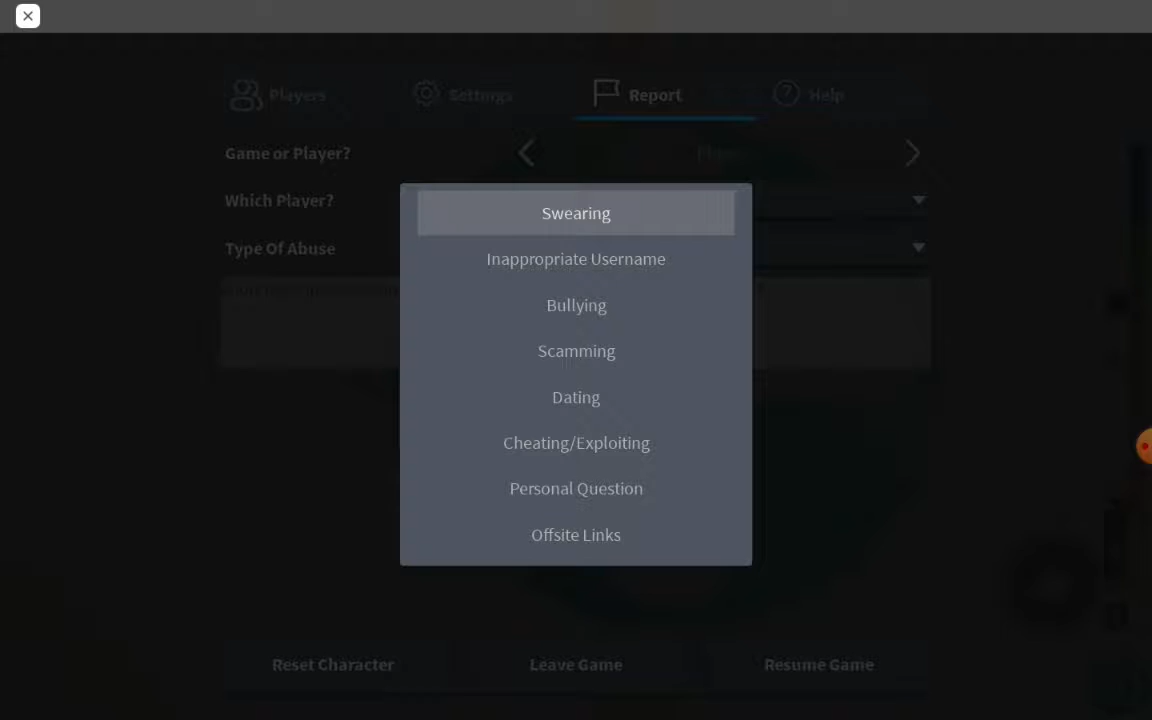 Players
Settings
Report
Help
Game or Player?
Which Player?
Type Of Abuse
Swearing
Inappropriate Username
Bullying
Scamming
Dating
Cheating/Exploiting
Personal Question
Offsite Links
Reset Character
Leave Game
Resume Game